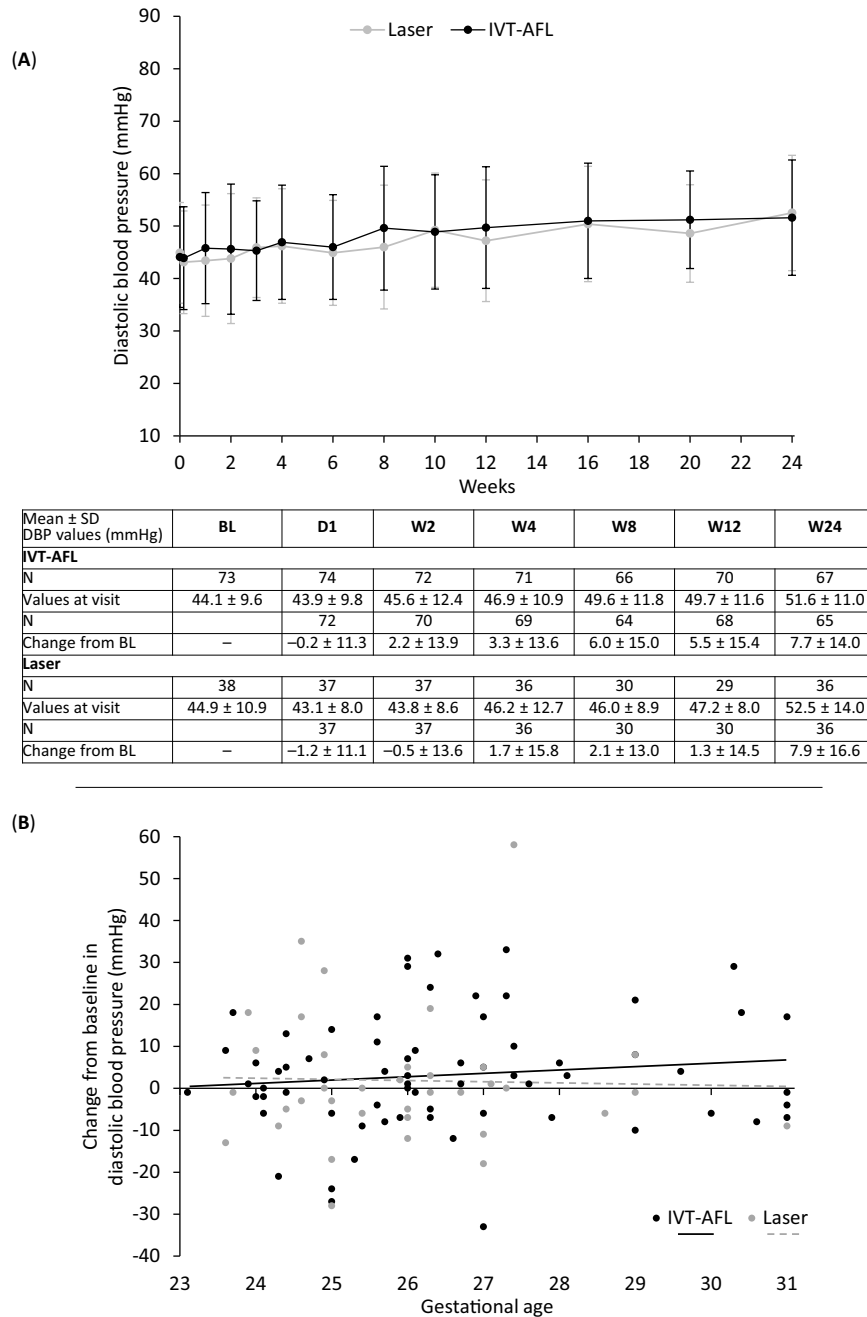 (A)
Laser IVT-AFL
Diastolic blood pressure (mmHg)
90
80
70
60
50
40
30
20
10
0 2 4 6 8 10 12 14 16 18 20 22 24
Weeks
Mean ± SD
DBP values (mmHg) BL D1 W2 W4 W8 W12 W24
IVT-AFL
N 73 74 72 71 66 70 67
Values at visit 44.1 ± 9.6 43.9 ± 9.8 45.6 ± 12.4 46.9 ± 10.9 49.6 ± 11.8 49.7 ± 11.6 51.6 ± 11.0
N 72 70 69 64 68 65
Change from BL – –0.2 ± 11.3 2.2 ± 13.9 3.3 ± 13.6 6.0 ± 15.0 5.5 ± 15.4 7.7 ± 14.0
Laser
N 38 37 37 36 30 29 36
Values at visit 44.9 ± 10.9 43.1 ± 8.0 43.8 ± 8.6 46.2 ± 12.7 46.0 ± 8.9 47.2 ± 8.0 52.5 ± 14.0
N 37 37 36 30 30 36
Change from BL – –1.2 ± 11.1 –0.5 ± 13.6 1.7 ± 15.8 2.1 ± 13.0 1.3 ± 14.5 7.9 ± 16.6
(B)
Change from baseline in
diastolic blood pressure (mmHg)
60
50
40
30
20
10
0
-10
-20
-30
-40
IVT-AFL Laser
23 24 25 26 27 28 29 30 31
Gestational age